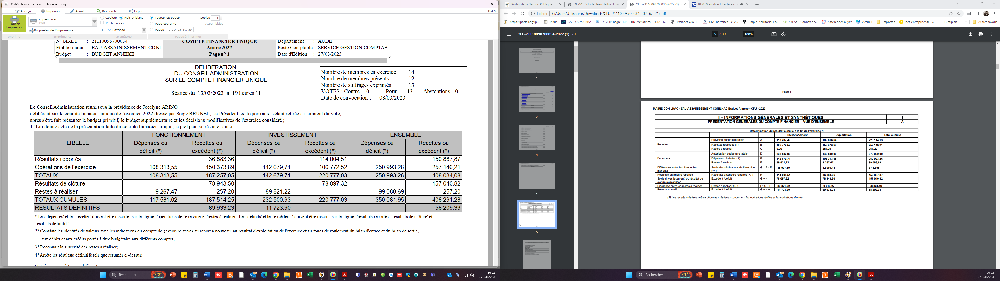 Délibération sur le compte financier unique
Aperçu Imprimer Annoter Rechercher Exporter
163 %
Lancer l'impression
copieur ixeo
Prêt
Propriétés de l'imprimante
Couleur Noir et blanc
Recto-verso
A4 Paysage
Toutes les pages
Page courante
Pages 1-10, 25-30, 35
Copies 1
Assemblées
Imprimer Imprimante Paramètres Pages à imprimer
N° SIRET : 21110098700034
Etablissement : EAU-ASSAINISSEMENT CONI
Budget : BUDGET ANNEXE
COMPTE FINANCIER UNIQUE
Année 2022
Page n° 1
Département : AUDE
Poste Comptable : SERVICE GESTION COMPTAB
Date d'Edition : 27/03/2023
DELIBERATION
DU CONSEIL ADMINISTRATION
SUR LE COMPTE FINANCIER UNIQUE
Séance du 13/03/2023 à 19 heures 11
Nombre de membres en exercice 14
Nombre de membres présents 12
Nombre de suffrages exprimés 13
VOTES : Contre =0 Pour =13 Abstentions =0
Date de convocation : 08/03/2023
Le Conseil Administration réuni sous la présidence de Jocelyne ARINO
délibérant sur le compte financier unique de l'exercice 2022 dressé par Serge BRUNEL, Le Président, cette personne s'étant retirée au moment du vote,
après s'être fait présenter le budget primitif, le budget supplémentaire et les décisions modificatives de l'exercice considéré ;
1° Lui donne acte de la présentation faite du compte financier unique, lequel peut se résumer ainsi :
LIBELLE FONCTIONNEMENT INVESTISSEMENT ENSEMBLE
Dépenses ou déficit (*) Recettes ou excédent (*) Dépenses ou déficit (*) Recettes ou excédent (*) Dépenses ou déficit (*) Recettes ou excédent (*)
Résultats reportés 36 883,36 114 004,51 150 887,87
Opérations de l'exercice 108 313,55 150 373,69 142 679,71 106 772,52 250 993,26 257 146,21
TOTAUX 108 313,55 187 257,05 142 679,71 220 777,03 250 993,26 408 034,08
Résultats de clôture 78 943,50 78 097,32 157 040,82
Restes à réaliser 9 267,47 257,20 89 821,22 99 088,69 257,20
TOTAUX CUMULES 117 581,02 187 514,25 232 500,93 220 777,03 350 081,95 408 291,28
RESULTATS DEFINITIFS 69 933,23 11 723,90 58 209,33
* Les 'dépenses' et les 'recettes' doivent être inscrites sur les lignes 'opérations de l'exercice' et 'restes à réaliser'. Les 'déficits' et les 'excédents' doivent être inscrits sur les lignes 'résultats reportés', 'résultats de clôture' et
'résultats définitifs'.
2° Constate les identités de valeurs avec les indications du compte de gestion relatives au report à nouveau, au résultat d'exploitation de l'exercice et au fonds de roulement du bilan d'entrée et du bilan de sortie,
aux débits et aux crédits portés à titre budgétaire aux différents comptes;
3° Reconnaît la sincérité des restes à réaliser;
4° Arrête les résultats définitifs tels que résumés ci-dessus;
Ont signé au registre des délibérations :
Rechercher
16:22
27/03/2023
Portail de la Gestion Publique
DEMAT CG - Tableau de bord de
CFU-21110098700034-2022 (1).p
BFMTV en direct: La 1ère cha
Fichier C:/Users/Utilisateur/Downloads/CFU-21110098700034-2022%20(1).pdf
https://portail.dgfip... iXBus CARD ADS URBA DIGIFIP-Régie LBP Actualités — CDG 1... Extranet CDG11 CDC Retraites - eSe... Emploi-territorial Es... SYLAé - Connexion... SafeTender buyer Accueil Importés net-entreprises.fr, l... Lumiplan » Autres favoris
CFU-21110098700034-2022 (1).pdf
5 / 39 100%
1
2
3
4
5
Page 4
MAIRIE CONILHAC - EAU-ASSAINISSEMENT CONILHAC Budget Annexe - CFU - 2022
I – INFORMATIONS GÉNÉRALES ET SYNTHÉTIQUES I
PRÉSENTATION GÉNÉRALES DU COMPTE FINANCIER – VUE D'ENSEMBLE A
Détermination du résultat cumulé à la fin de l'exercice N
Investissement Exploitation Total cumulé
Recettes Prévision budgétaire totale A 118 497,49 109 616,64 228 114,13
Recettes réalisées (1) B 106 772,52 150 373,69 257 146,21
Restes à réaliser C 0,00 257,20 257,20
Dépenses Autorisation budgétaire totale D 232 502,00 146 500,00 379 002,00
Dépenses réalisées (1) E 142 679,71 108 313,55 250 993,26
Restes à réaliser F 89 821,22 9 267,47 99 088,69
Différences entre les titres et les mandats Solde des réalisations de l'exercice (+/-) G = B - E -35 907,19 42 060,14 6 152,95
Résultats antérieurs reportés Résultats antérieurs reportés (+/-) H 114 004,51 36 883,36 150 887,87
Solde (investissement) ou résultat de clôture (exploitation) Excédent /déficit G + H 78 097,32 78 943,50 157 040,82
Différence entre les restes à réaliser Restes à réaliser (+/-) I = C – F -89 821,22 -9 010,27 -98 831,49
Résultat cumulé Excédent /déficit G + H + I -11 723,90 69 933,23 58 209,33
(1) Les recettes réalisées et les dépenses réalisées concernent les opérations réelles et les opérations d'ordre
Rechercher
16:22
27/03/2023